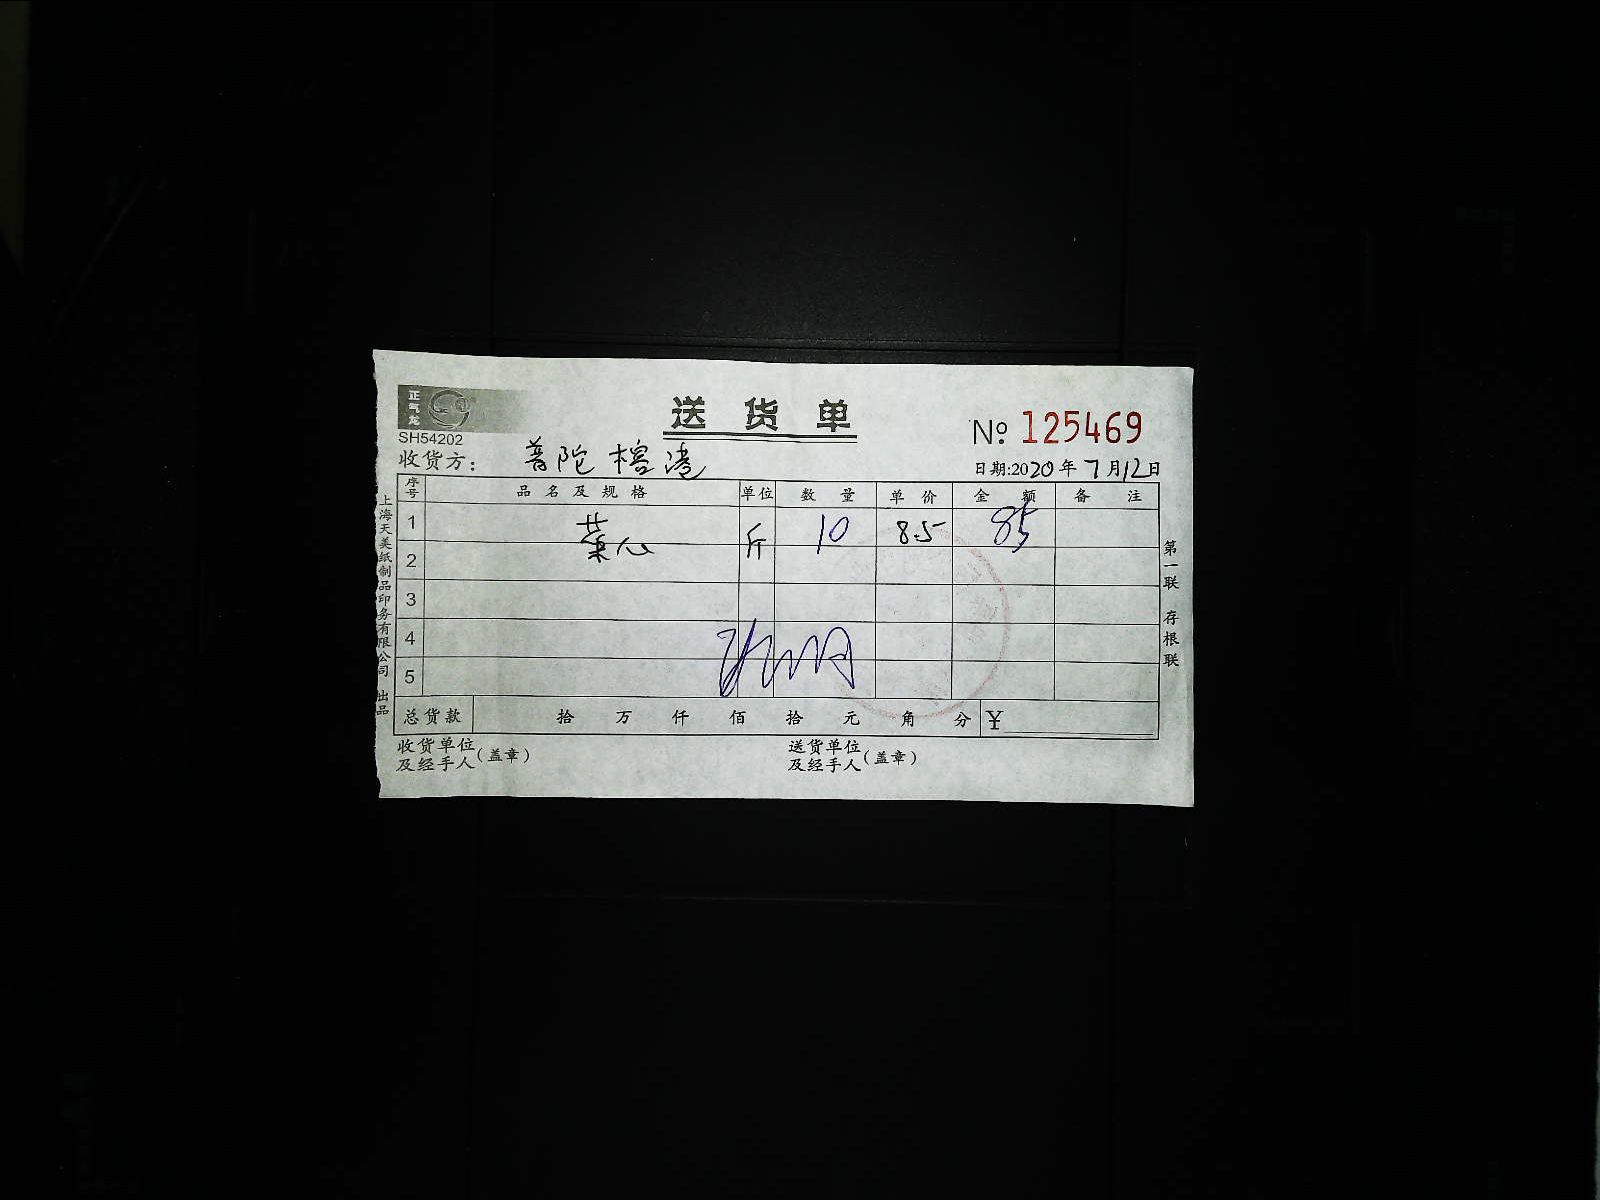 正气龙
SH54202
送货单
№ 125469
收货方: 普陀榕港
日期:2020年7月12日
序号 品名及规格 单位 数量 单价 金额 备注
1 菜心 斤 10 8.5 85
2
3
4
5
总货款 拾 万 仟 佰 拾 元 角 分 ¥
收货单位及经手人(盖章) 送货单位及经手人(盖章)
上海天美纸制品印务有限公司 出品
第一联 存根联